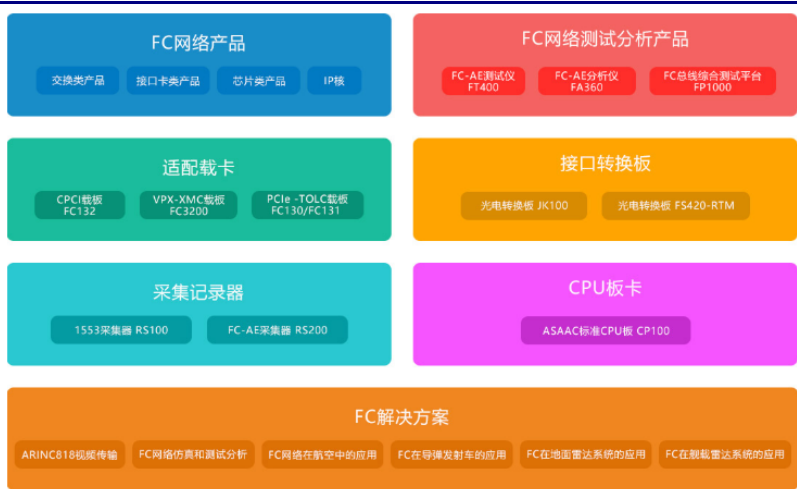 FC网络产品
交换类产品
接口卡类产品
芯片类产品
IP核
FC网络测试分析产品
FC-AE测试仪
FT400
FC-AE分析仪
FA360
FC总线综合测试平台
FP1000
适配载卡
CPCI载板
FC132
VPX-XMC载板
FC3200
PCIe -TOLC载板
FC130/FC131
接口转换板
光电转换板 JK100
光电转换板 FS420-RTM
采集记录器
1553采集器 RS100
FC-AE采集器 RS200
CPU板卡
ASAAC标准CPU板 CP100
FC解决方案
ARINC818视频传输
FC网络仿真和测试分析
FC网络在航空中的应用
FC在导弹发射车的应用
FC在地面雷达系统的应用
FC在舰载雷达系统的应用